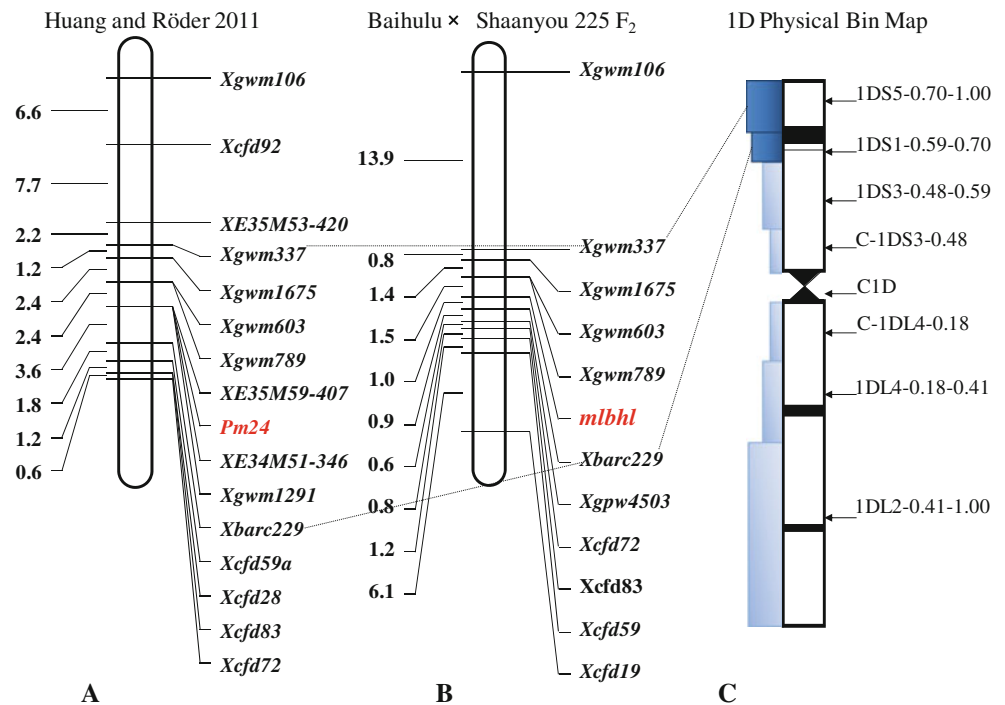 Huang and Röder 2011
Baihulu × Shaanyou 225 F2
1D Physical Bin Map
6.6
7.7
2.2
1.2
2.4
2.4
3.6
1.8
1.2
0.6
Xgwm106
Xcfd92
XE35M53-420
Xgwm337
Xgwm1675
Xgwm603
Xgwm789
XE35M59-407
Pm24
XE34M51-346
Xgwm1291
Xbarc229
Xcfd59a
Xcfd28
Xcfd83
Xcfd72
13.9
0.8
1.4
1.5
1.0
0.9
0.6
0.8
1.2
6.1
Xgwm106
Xgwm337
Xgwm1675
Xgwm603
Xgwm789
mlbhl
Xbarc229
Xgpw4503
Xcfd72
Xcfd83
Xcfd59
Xcfd19
1DS5-0.70-1.00
1DS1-0.59-0.70
1DS3-0.48-0.59
C-1DS3-0.48
C1D
C-1DL4-0.18
1DL4-0.18-0.41
1DL2-0.41-1.00
A
B
C